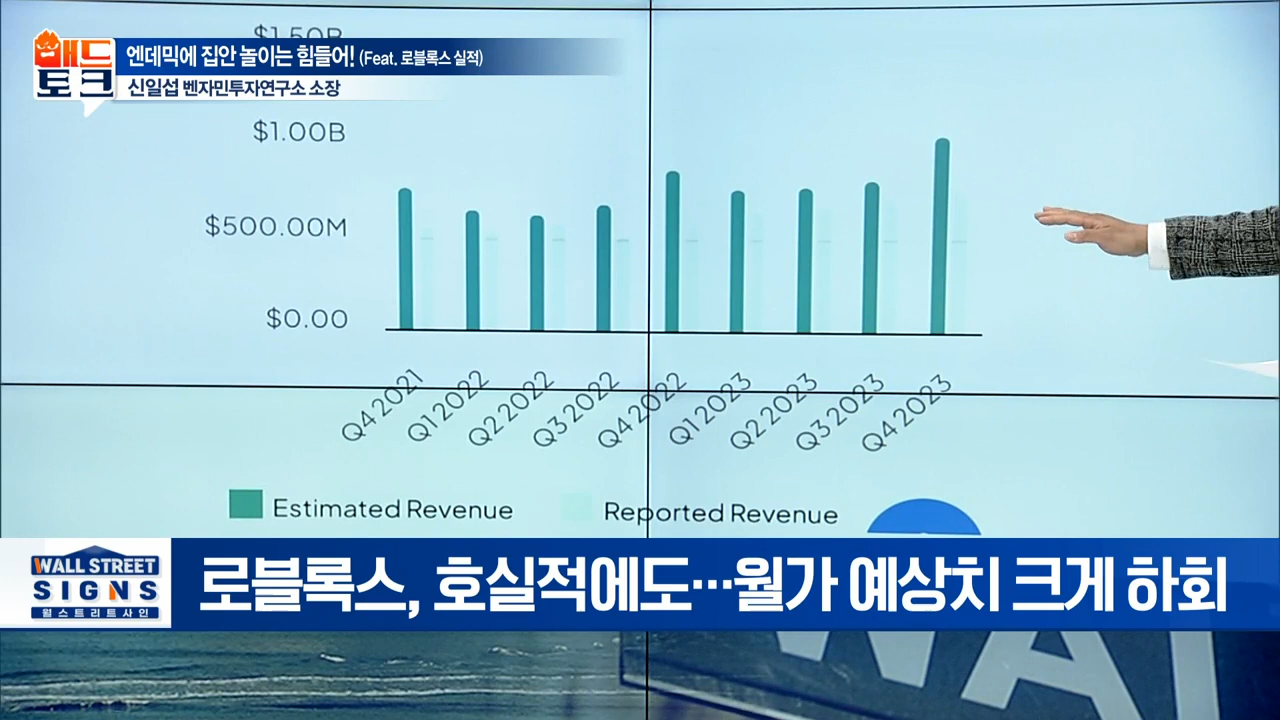 $1.50B
매드
토크
엔데믹에 집안 놀이는 힘들어! (Feat. 로블록스 실적)
신일섭 벤자민투자연구소 소장
$1.00B
$500.00M
$0.00
Q4 2021
Q1 2022
Q2 2022
Q3 2022
Q4 2022
Q1 2023
Q2 2023
Q3 2023
Q4 2023
Estimated Revenue
Reported Revenue
WALL STREET
SIGNS
월스트리트사인
로블록스, 호실적에도…월가 예상치 크게 하회
WAL